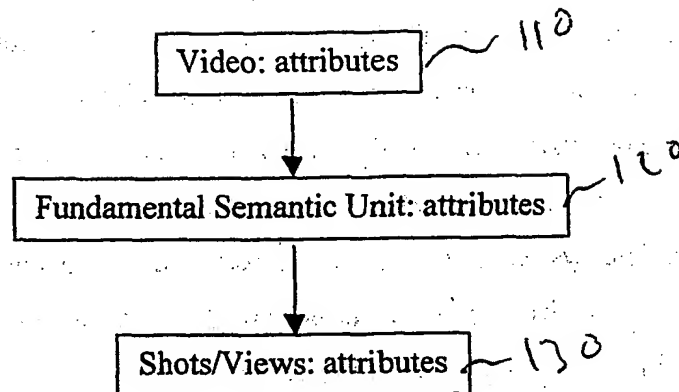 Video: attributes 110
Fundamental Semantic Unit: attributes 120
Shots/Views: attributes 130